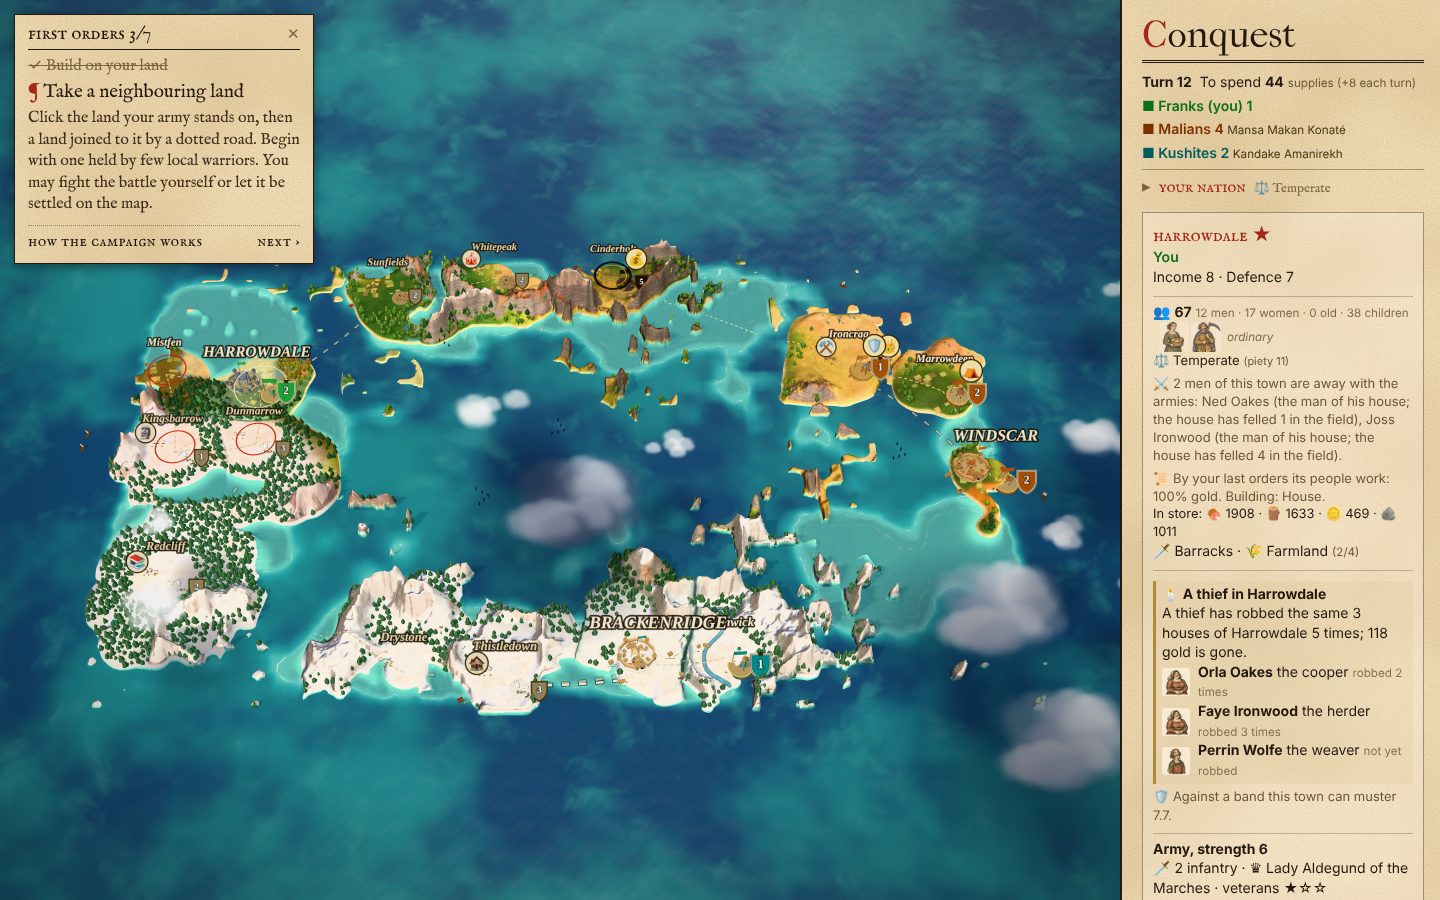 FIRST ORDERS 3/7 ×
✓ Build on your land
¶ Take a neighbouring land
Click the land your army stands on, then
a land joined to it by a dotted road. Begin
with one held by few local warriors. You
may fight the battle yourself or let it be
settled on the map.
HOW THE CAMPAIGN WORKS NEXT ›
Whitepeak
Sunfields
2
2
5
Mistfen
HARROWDALE
2
Kingsbarrow
Dunmarrow
1
3
Redcliff
Marrowdeep
1
2
WINDSCAR
2
Drystone
Thistledown
BRACKENRIDGE
3
1
Conquest
Turn 12 To spend 44 supplies (+8 each turn)
Franks (you) 1
Malians 4 Mansa Makan Konaté
Kushites 2 Kandake Amanirekh
▶ YOUR NATION ⚖️ Temperate
HARROWDALE ★
You
Income 8 · Defence 7
👥 67 12 men · 17 women · 0 old · 38 children
ordinary
⚖️ Temperate (piety 11)
⚔️ 2 men of this town are away with the
armies: Ned Oakes (the man of his house;
the house has felled 1 in the field), Joss
Ironwood (the man of his house; the
house has felled 4 in the field).
📜 By your last orders its people work:
100% gold. Building: House.
In store: 🍖 1908 · 🪵 1633 · 🪙 469 · 🪨
1011
🗡️ Barracks · 🌾 Farmland (2/4)
🕯️ A thief in Harrowdale
A thief has robbed the same 3
houses of Harrowdale 5 times; 118
gold is gone.
Orla Oakes the cooper robbed 2
times
Faye Ironwood the herder
robbed 3 times
Perrin Wolfe the weaver not yet
robbed
🛡️ Against a band this town can muster
7.7.
Army, strength 6
🗡️ 2 infantry · ♛ Lady Aldegund of the
Marches · veterans ★☆☆